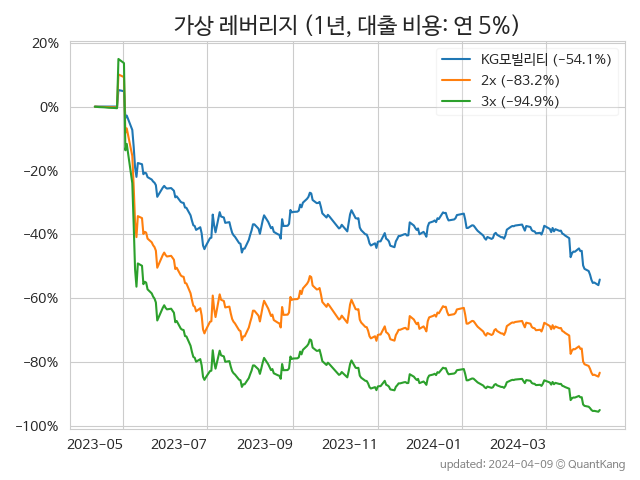 가상 레버리지 (1년, 대출 비용: 연 5%)
KG모빌리티 (−54.1%)
2x (−83.2%)
3x (−94.9%)
20%
0%
−20%
−40%
−60%
−80%
−100%
2023-05 2023-07 2023-09 2023-11 2024-01 2024-03
updated: 2024-04-09 © QuantKang